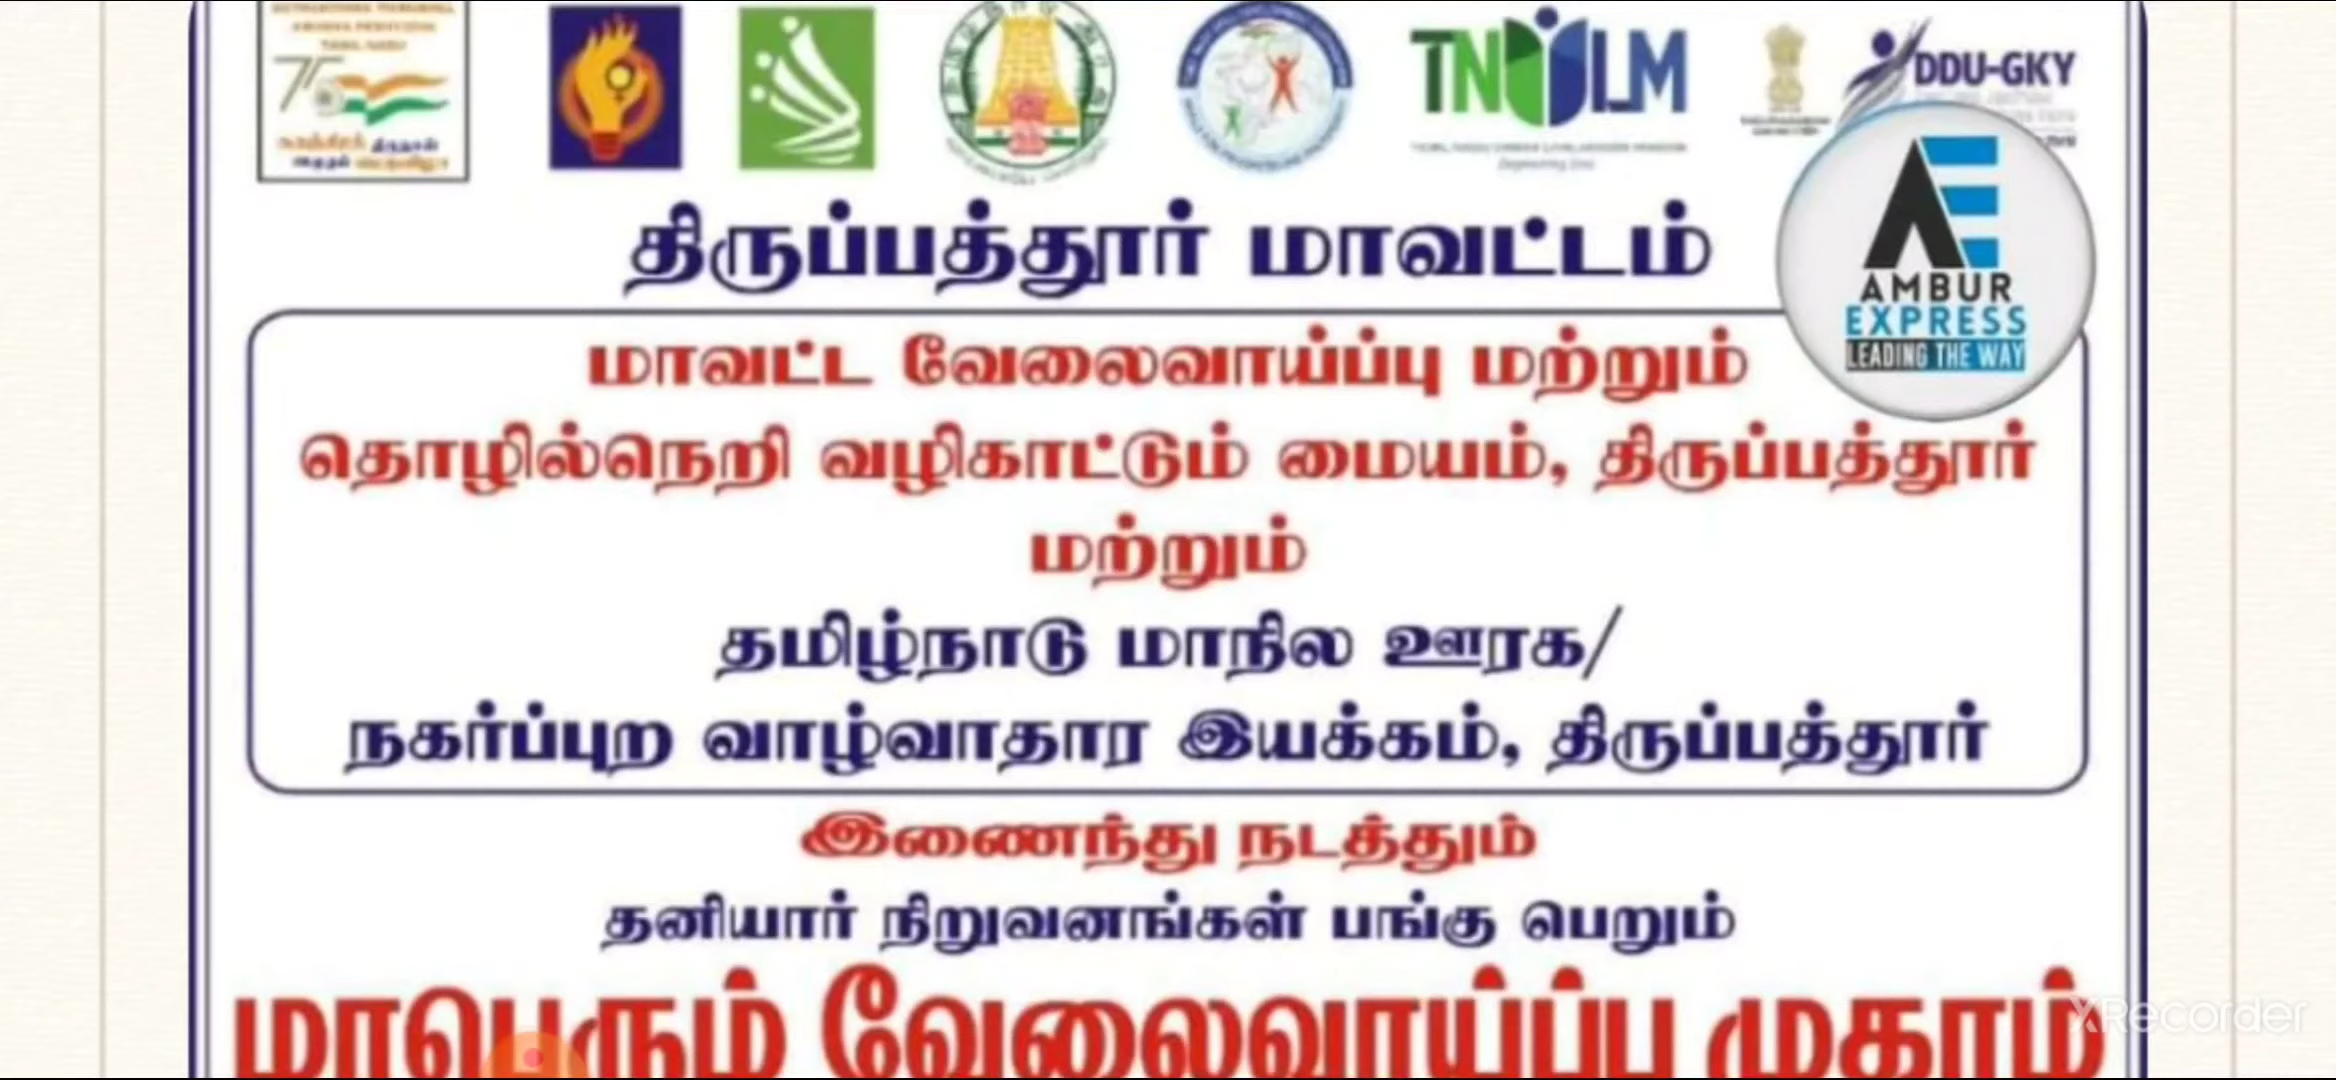 TNULM
DDU-GKY
திருப்பத்தூர் மாவட்டம்
AMBUR
EXPRESS
LEADING THE WAY
மாவட்ட வேலைவாய்ப்பு மற்றும்
தொழில்நெறி வழிகாட்டும் மையம், திருப்பத்தூர்
மற்றும்
தமிழ்நாடு மாநில ஊரக/
நகர்ப்புற வாழ்வாதார இயக்கம், திருப்பத்தூர்
இணைந்து நடத்தும்
தனியார் நிறுவனங்கள் பங்கு பெறும்
மாபெரும் வேலைவாய்ப்பு முகாம்
XRecorder